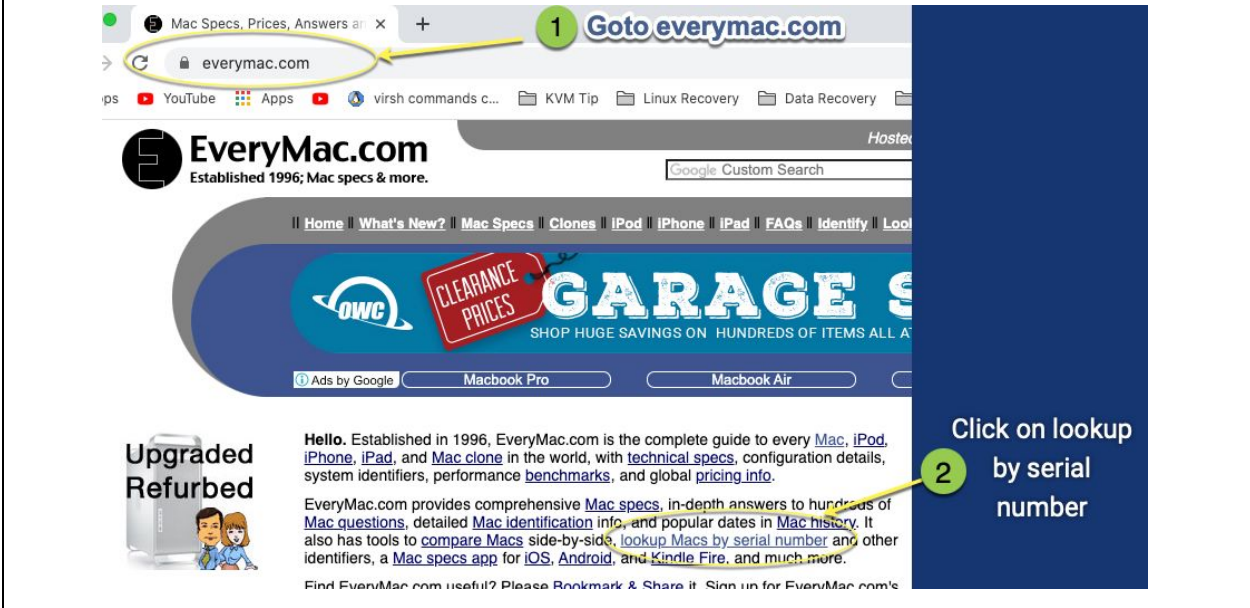 Mac Specs, Prices, Answers an
1 Goto everymac.com
everymac.com
YouTube Apps virsh commands c... KVM Tip Linux Recovery Data Recovery
EveryMac.com
Established 1996; Mac specs & more.
Hosted
Google Custom Search
|| Home || What's New? || Mac Specs || Clones || iPod || iPhone || iPad || FAQs || Identify ||
OWC
CLEARANCE
PRICES
GARAGE S
SHOP HUGE SAVINGS ON HUNDREDS OF ITEMS ALL
Ads by Google Macbook Pro Macbook Air
Upgraded
Refurbed
Hello. Established in 1996, EveryMac.com is the complete guide to every Mac, iPod,
iPhone, iPad, and Mac clone in the world, with technical specs, configuration details,
system identifiers, performance benchmarks, and global pricing info.
EveryMac.com provides comprehensive Mac specs, in-depth answers to hundreds of
Mac questions, detailed Mac identification info, and popular dates in Mac history. It
also has tools to compare Macs side-by-side, lookup Macs by serial number and other
identifiers, a Mac specs app for iOS, Android, and Kindle Fire, and much more.
Find EveryMac.com useful? Please Bookmark & Share it. Sign up for EveryMac.com's
2 Click on lookup
by serial
number